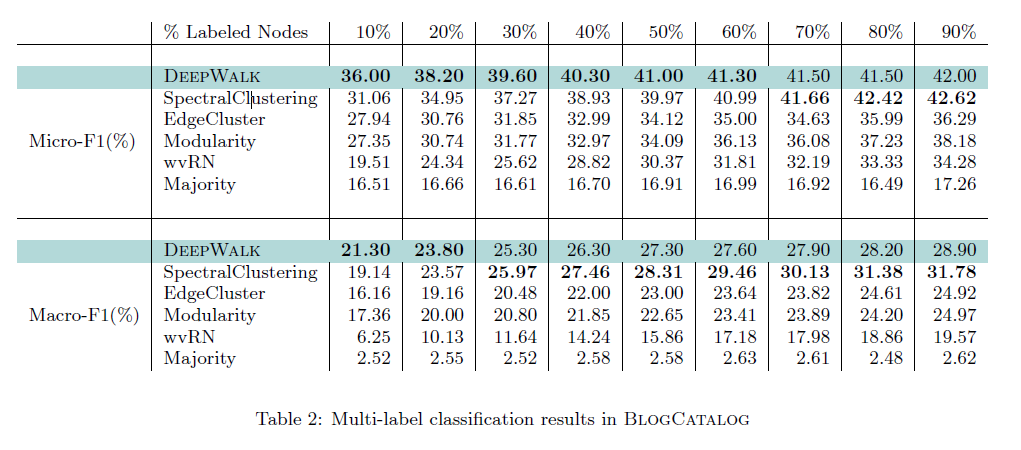 % Labeled Nodes 10% 20% 30% 40% 50% 60% 70% 80% 90%
DEEPWALK 36.00 38.20 39.60 40.30 41.00 41.30 41.50 41.50 42.00
SpectralClustering 31.06 34.95 37.27 38.93 39.97 40.99 41.66 42.42 42.62
EdgeCluster 27.94 30.76 31.85 32.99 34.12 35.00 34.63 35.99 36.29
Micro-F1(%) Modularity 27.35 30.74 31.77 32.97 34.09 36.13 36.08 37.23 38.18
wvRN 19.51 24.34 25.62 28.82 30.37 31.81 32.19 33.33 34.28
Majority 16.51 16.66 16.61 16.70 16.91 16.99 16.92 16.49 17.26
DEEPWALK 21.30 23.80 25.30 26.30 27.30 27.60 27.90 28.20 28.90
SpectralClustering 19.14 23.57 25.97 27.46 28.31 29.46 30.13 31.38 31.78
EdgeCluster 16.16 19.16 20.48 22.00 23.00 23.64 23.82 24.61 24.92
Macro-F1(%) Modularity 17.36 20.00 20.80 21.85 22.65 23.41 23.89 24.20 24.97
wvRN 6.25 10.13 11.64 14.24 15.86 17.18 17.98 18.86 19.57
Majority 2.52 2.55 2.52 2.58 2.58 2.63 2.61 2.48 2.62
Table 2: Multi-label classification results in BLOGCATALOG